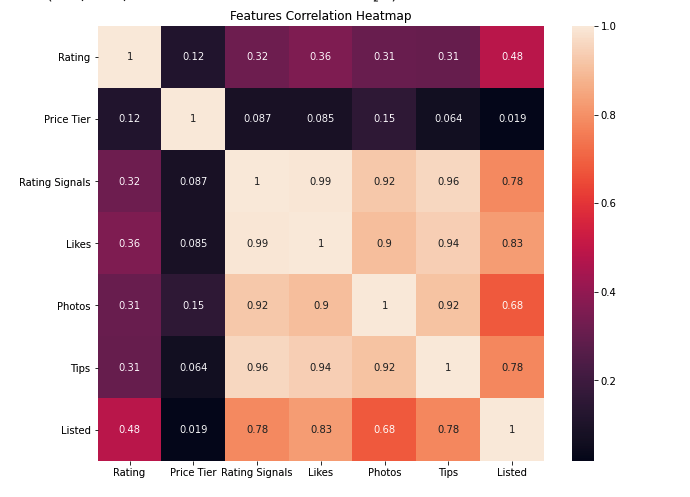 Features Correlation Heatmap
Rating 1 0.12 0.32 0.36 0.31 0.31 0.48
Price Tier 0.12 1 0.087 0.085 0.15 0.064 0.019
Rating Signals 0.32 0.087 1 0.99 0.92 0.96 0.78
Likes 0.36 0.085 0.99 1 0.9 0.94 0.83
Photos 0.31 0.15 0.92 0.9 1 0.92 0.68
Tips 0.31 0.064 0.96 0.94 0.92 1 0.78
Listed 0.48 0.019 0.78 0.83 0.68 0.78 1
Rating Price Tier Rating Signals Likes Photos Tips Listed
1.0
0.8
0.6
0.4
0.2